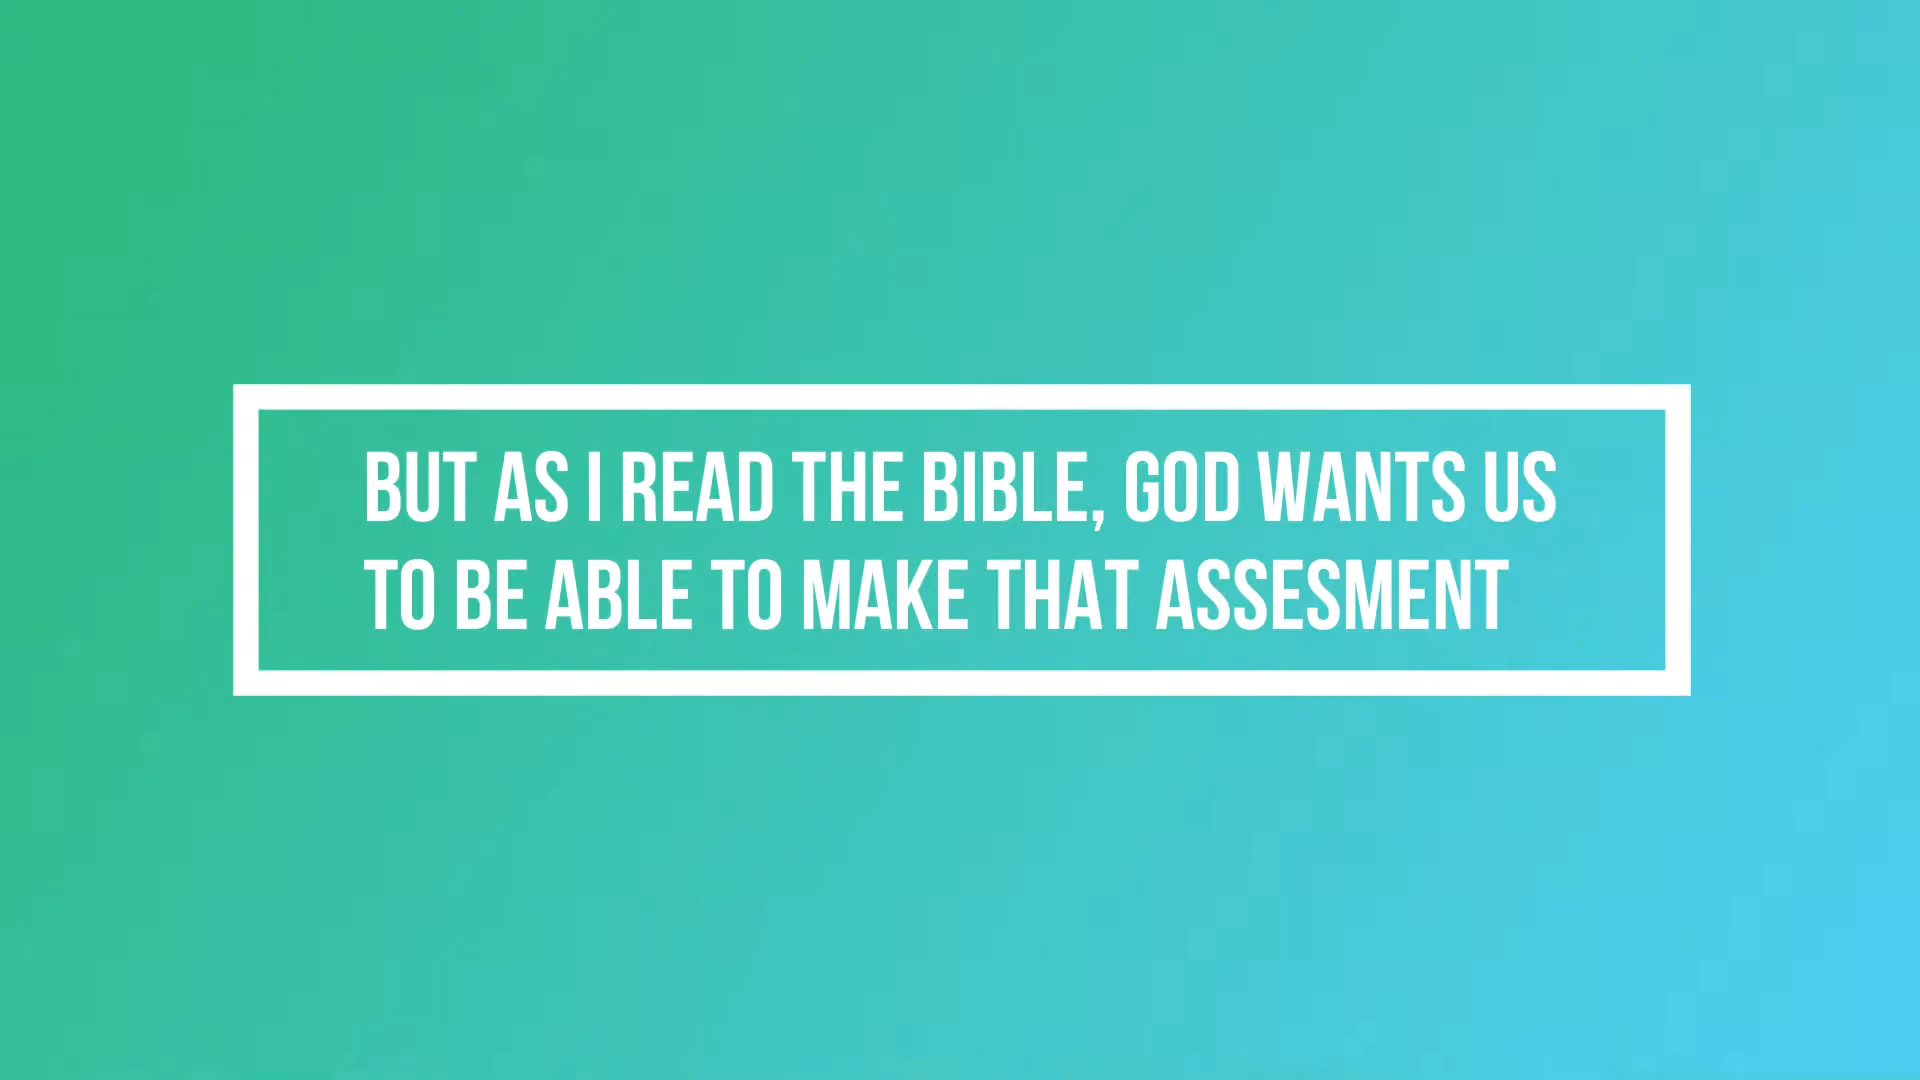 BUT AS I READ THE BIBLE, GOD WANTS US
TO BE ABLE TO MAKE THAT ASSESMENT